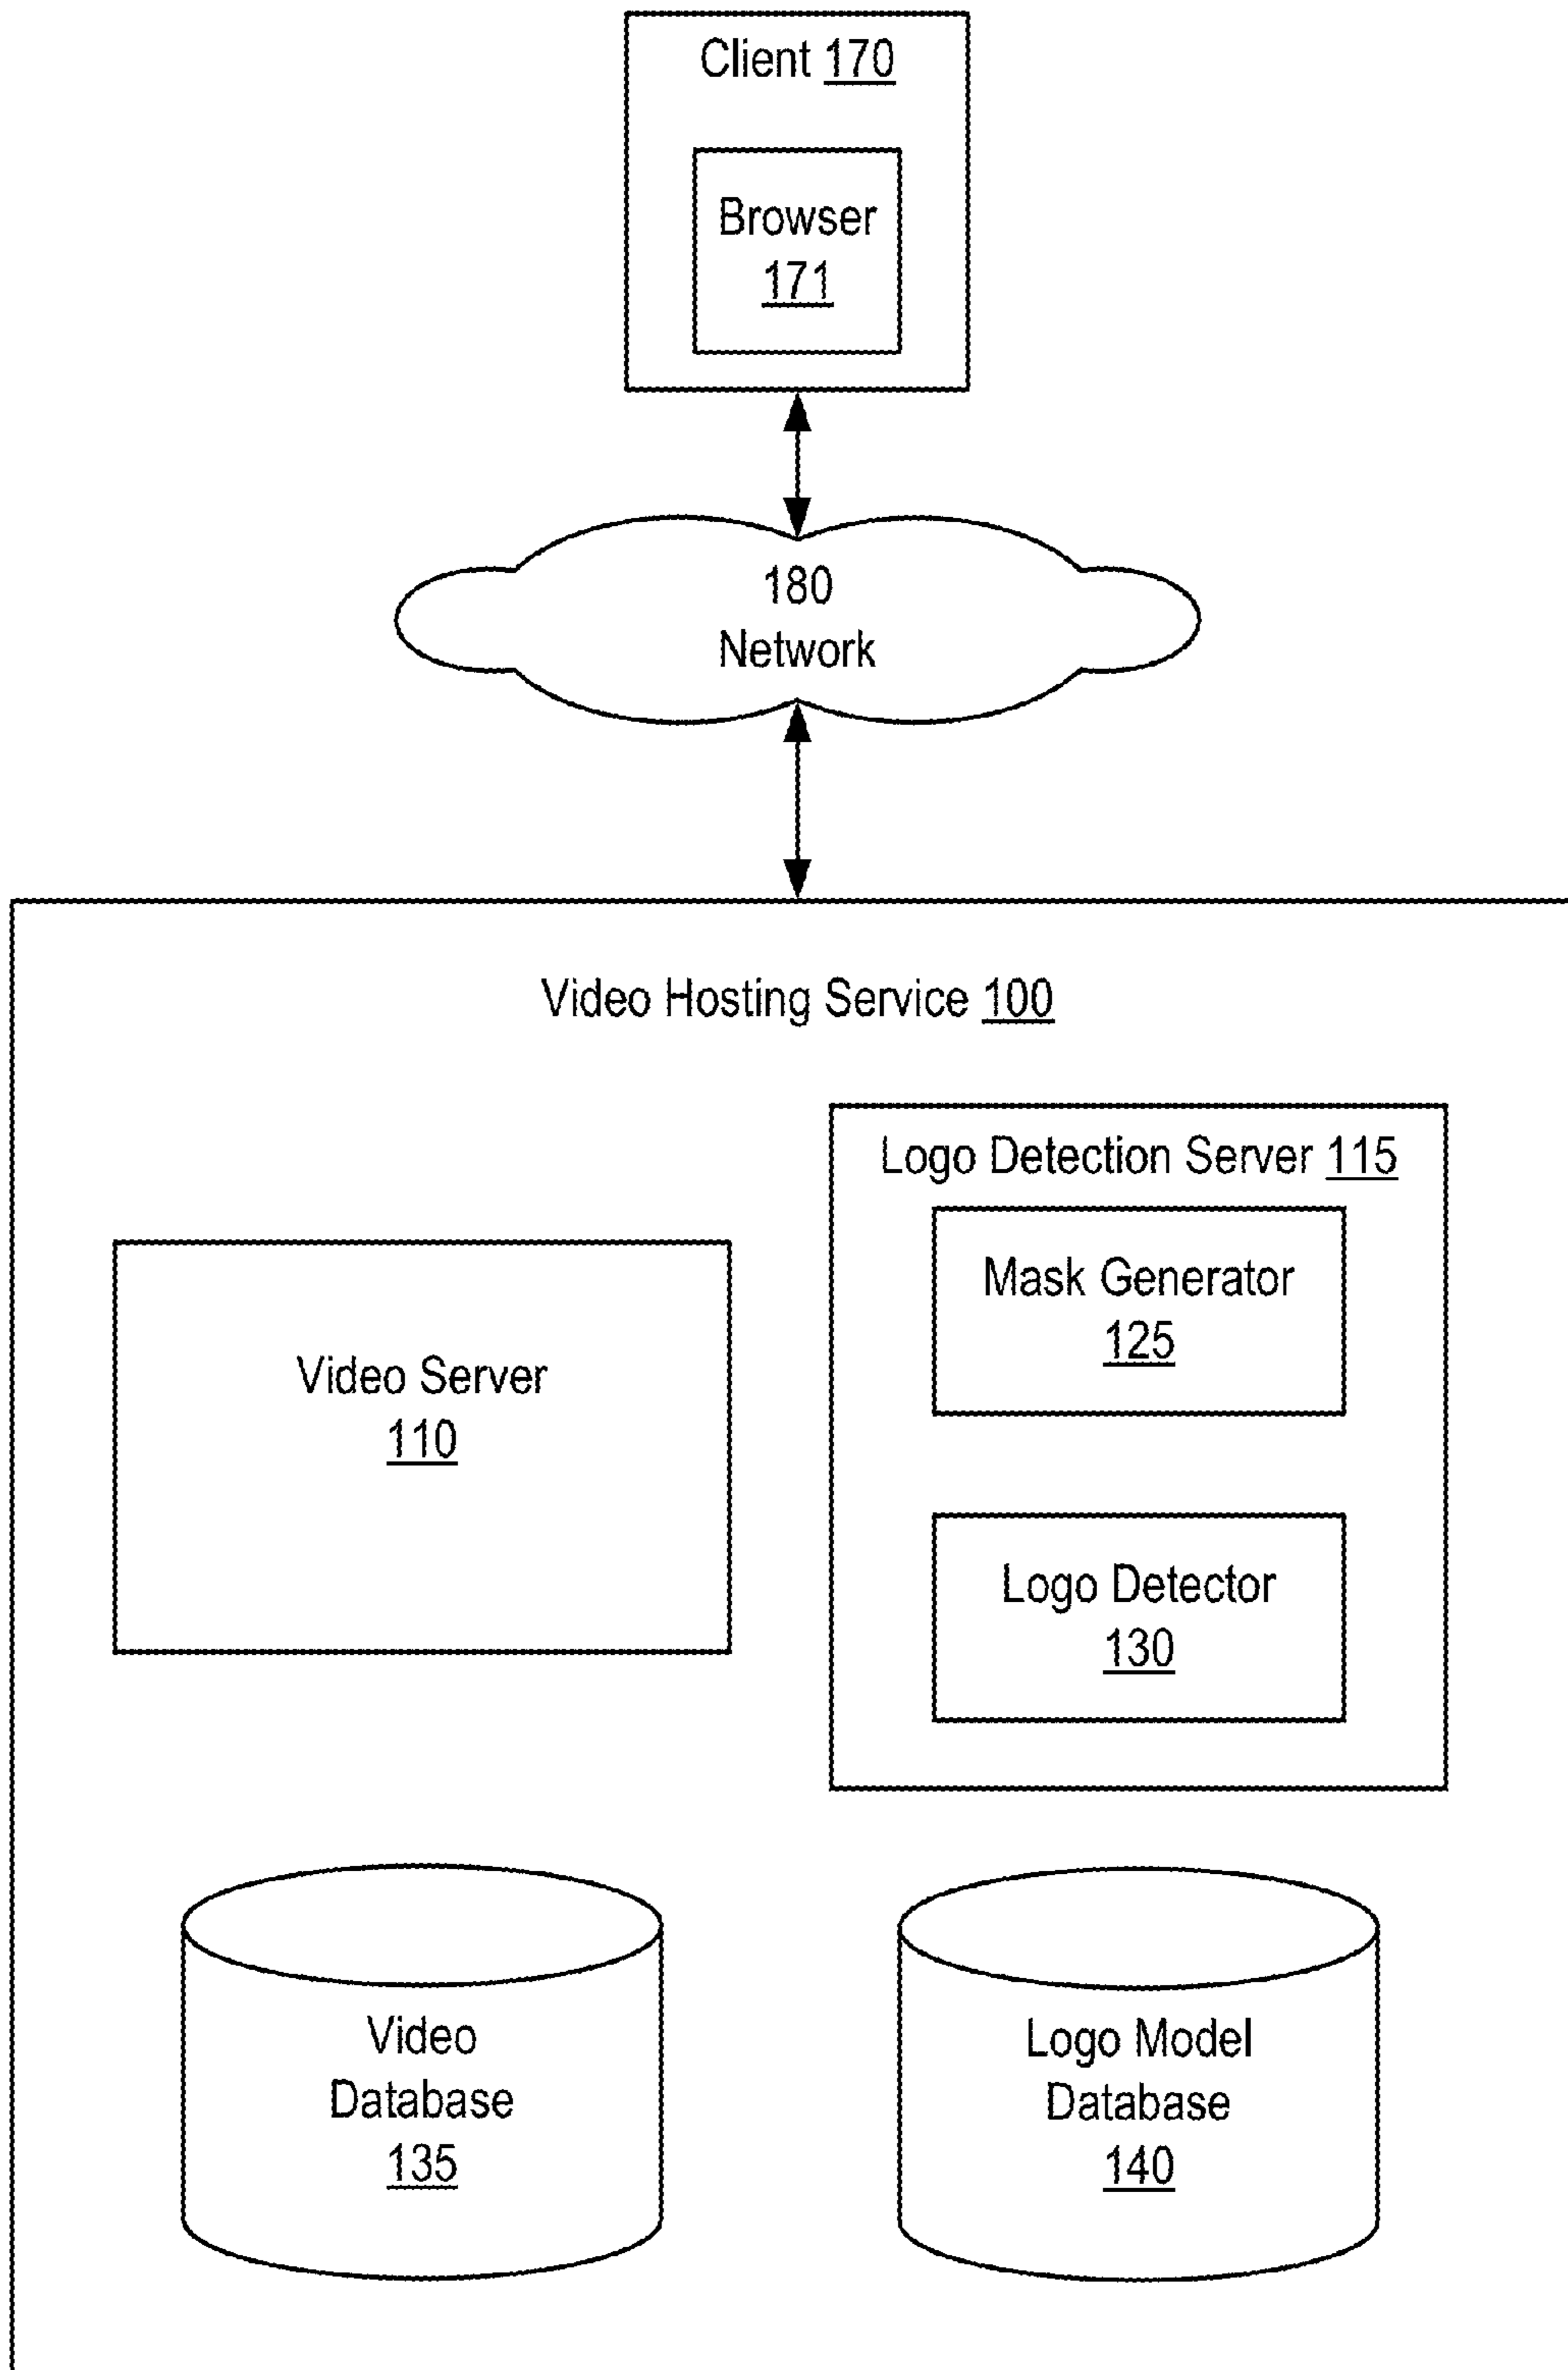 Client 170
Browser
171
180
Network
Video Hosting Service 100
Logo Detection Server 115
Mask Generator
125
Video Server
110
Logo Detector
130
Video
Database
135
Logo Model
Database
140